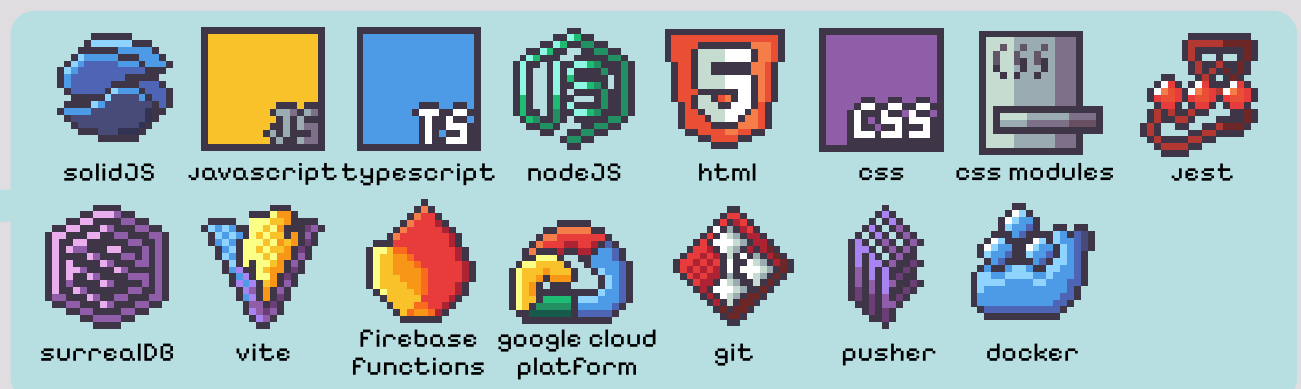 JS
TS
CSS
CSS
solidJS javascript typescript nodeJS html css css modules jest
surrealDB vite firebase functions google cloud platform git pusher docker